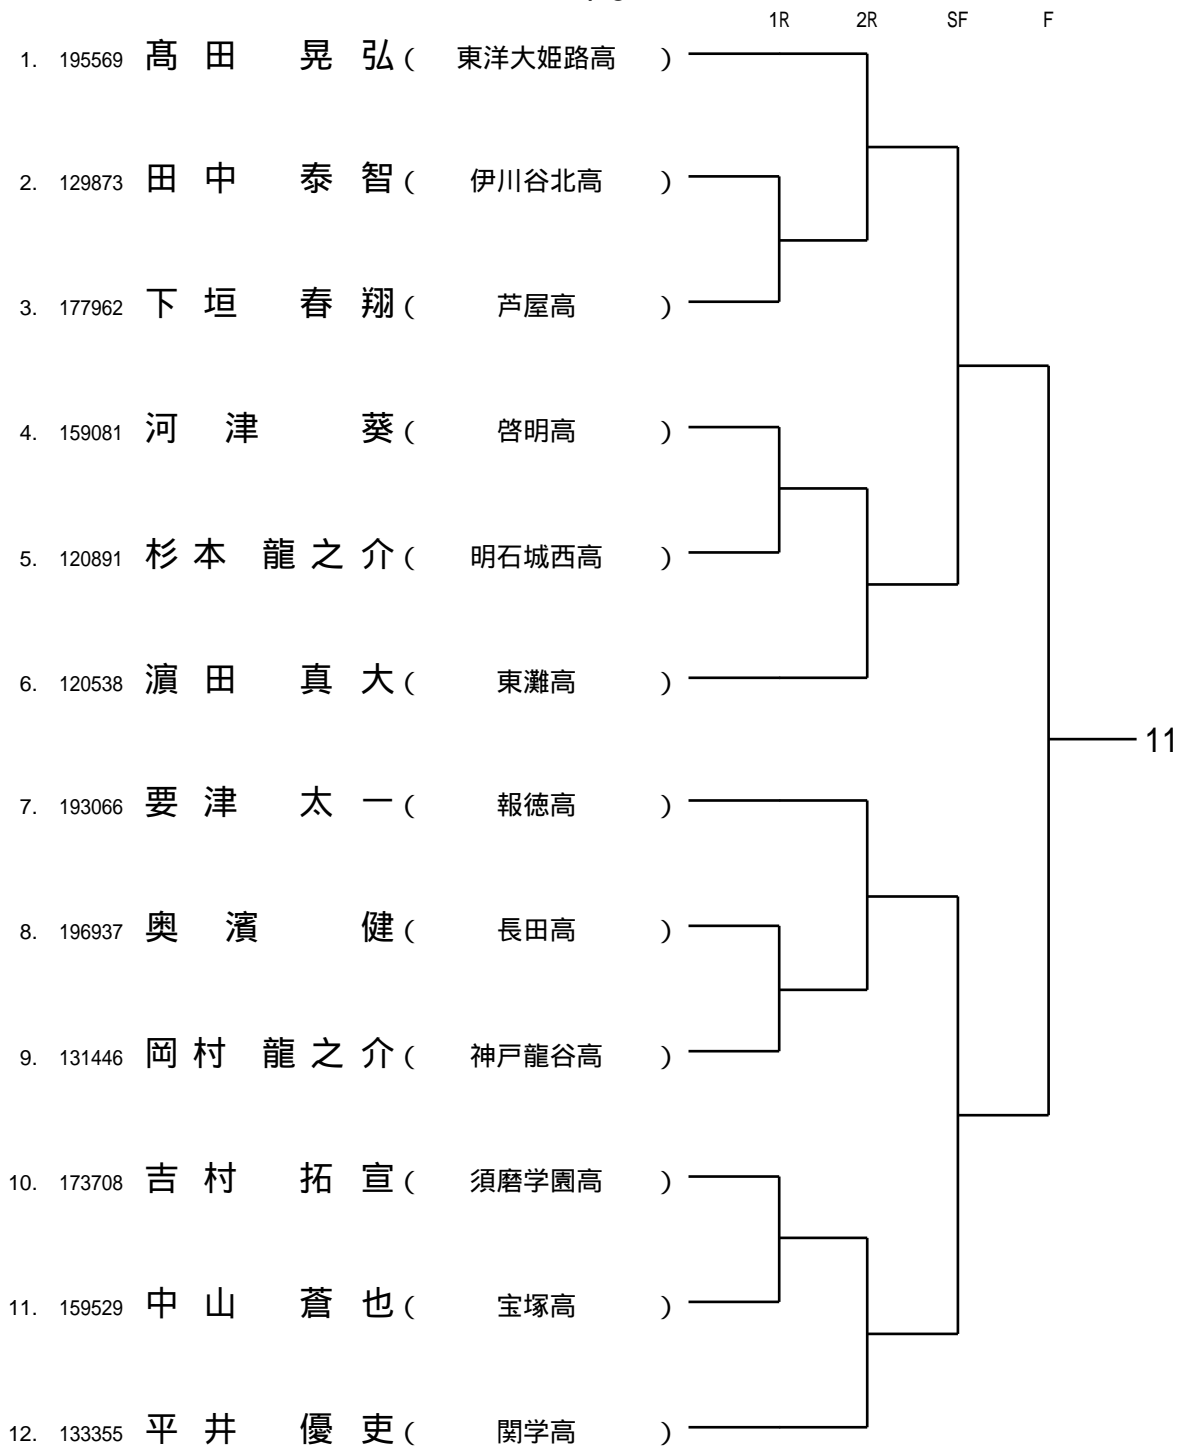 1R 2R SF F
1. 195569 髙田 晃弘 ( 東洋大姫路高 )
2. 129873 田中 泰智 ( 伊川谷北高 )
3. 177962 下垣 春翔 ( 芦屋高 )
4. 159081 河津 葵 ( 啓明高 )
5. 120891 杉本 龍之介 ( 明石城西高 )
6. 120538 濵田 真大 ( 東灘高 )
11
7. 193066 要津 太一 ( 報徳高 )
8. 196937 奥濱 健 ( 長田高 )
9. 131446 岡村 龍之介 ( 神戸龍谷高 )
10. 173708 吉村 拓宣 ( 須磨学園高 )
11. 159529 中山 蒼也 ( 宝塚高 )
12. 133355 平井 優吏 ( 関学高 )